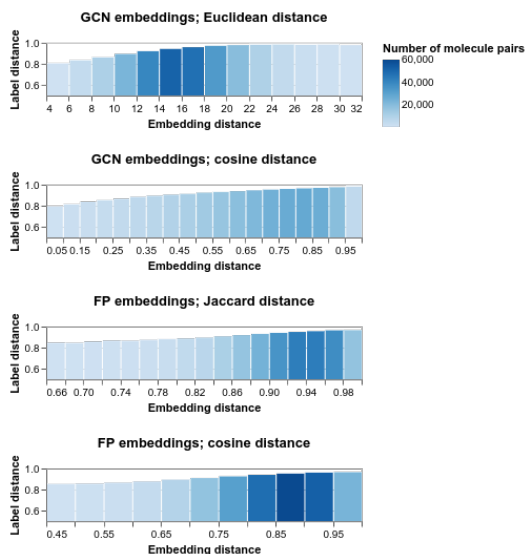 GCN embeddings; Euclidean distance
Label distance
1.0
0.8
0.6
4 6 8 10 12 14 16 18 20 22 24 26 28 30 32
Embedding distance
Number of molecule pairs
60,000
40,000
20,000
GCN embeddings; cosine distance
Label distance
1.0
0.8
0.6
0.05 0.15 0.25 0.35 0.45 0.55 0.65 0.75 0.85 0.95
Embedding distance
FP embeddings; Jaccard distance
Label distance
1.0
0.8
0.6
0.66 0.70 0.74 0.78 0.82 0.86 0.90 0.94 0.98
Embedding distance
FP embeddings; cosine distance
Label distance
1.0
0.8
0.6
0.45 0.55 0.65 0.75 0.85 0.95
Embedding distance